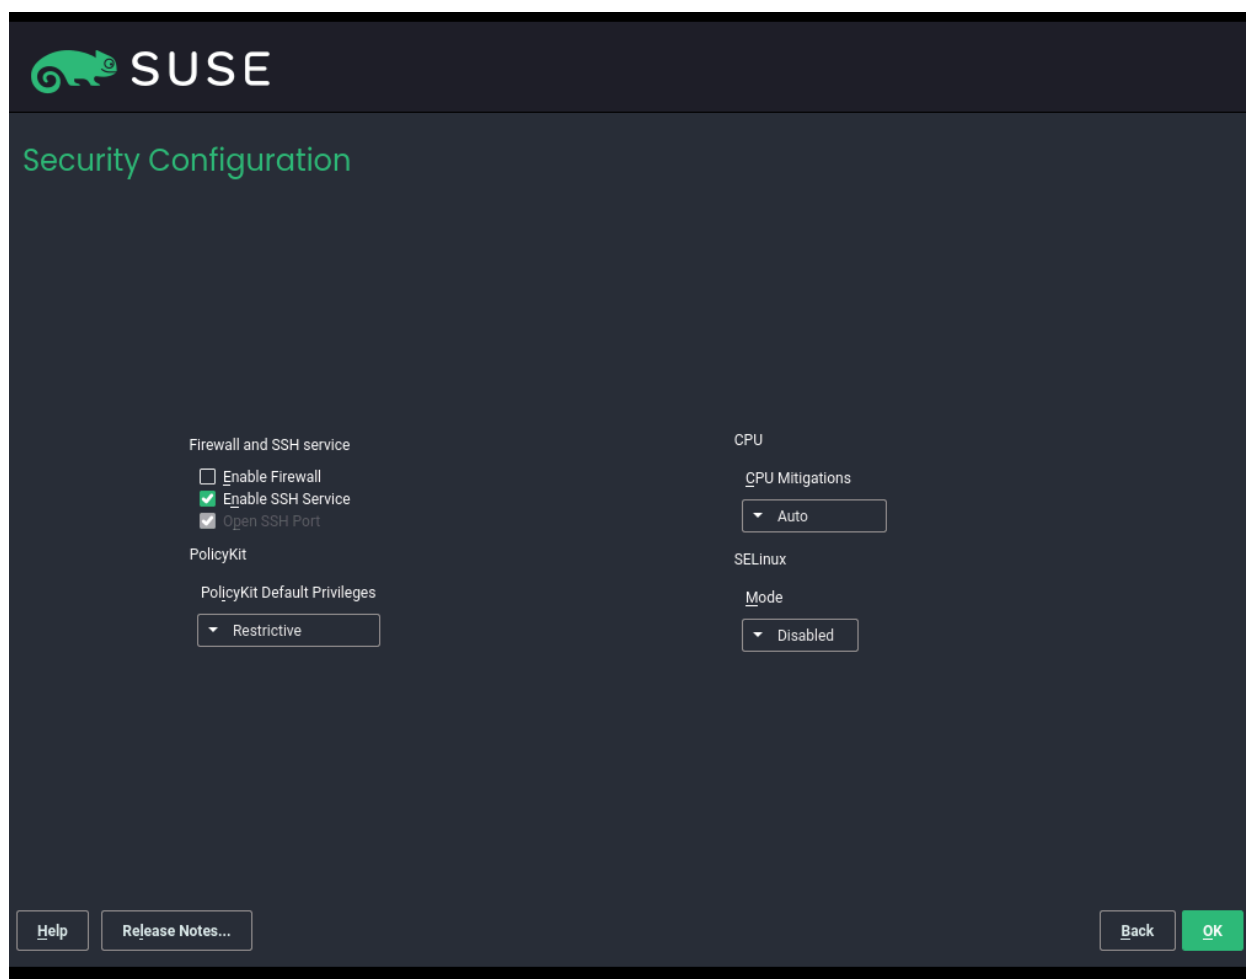 SUSE
Security Configuration
Firewall and SSH service
Enable Firewall
Enable SSH Service
Open SSH Port
PolicyKit
PolicyKit Default Privileges
Restrictive
CPU
CPU Mitigations
Auto
SELinux
Mode
Disabled
Help
Release Notes...
Back
OK